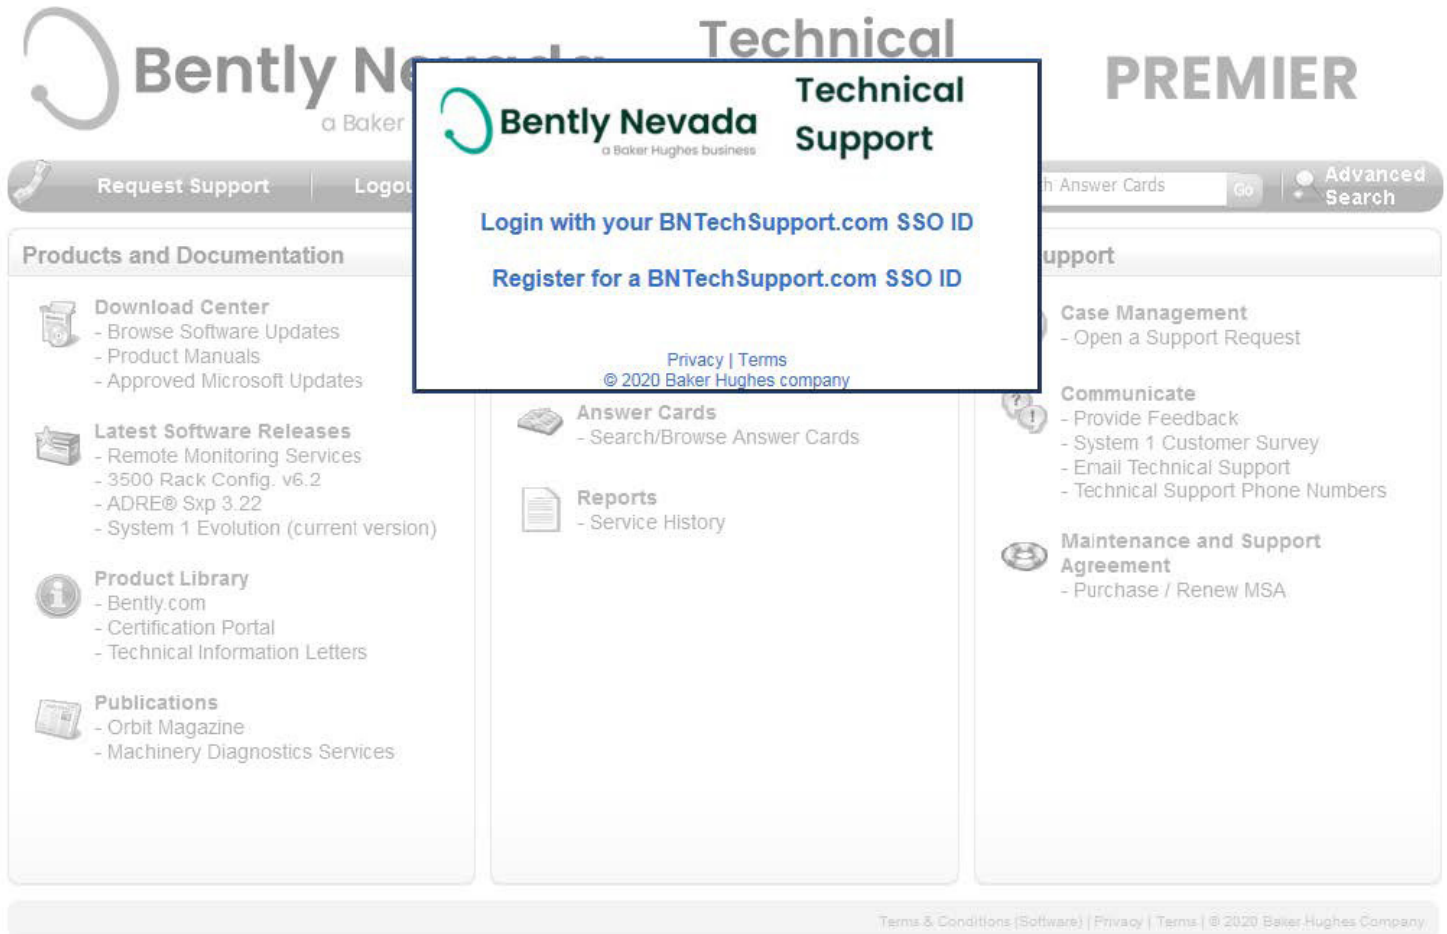 Bently Ne
a Baker
Technical
PREMIER
Bently Nevada
a Baker Hughes business
Technical
Support
Login with your BNTechSupport.com SSO ID
Register for a BNTechSupport.com SSO ID
Privacy | Terms
© 2020 Baker Hughes company
Request Support
Logou
h Answer Cards
Go
Advanced
Search
Products and Documentation
Download Center
- Browse Software Updates
- Product Manuals
- Approved Microsoft Updates
Latest Software Releases
- Remote Monitoring Services
- 3500 Rack Config. v6.2
- ADRE® Sxp 3.22
- System 1 Evolution (current version)
Product Library
- Bently.com
- Certification Portal
- Technical Information Letters
Publications
- Orbit Magazine
- Machinery Diagnostics Services
Answer Cards
- Search/Browse Answer Cards
Reports
- Service History
upport
Case Management
- Open a Support Request
Communicate
- Provide Feedback
- System 1 Customer Survey
- Email Technical Support
- Technical Support Phone Numbers
Maintenance and Support
Agreement
- Purchase / Renew MSA
Terms & Conditions (Software) | Privacy | Terms | © 2020 Baker Hughes Company